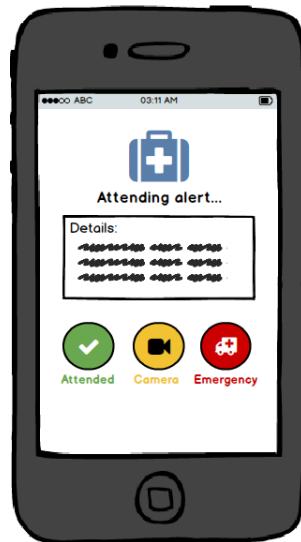 ABC 03:11 AM
Attending alert...
Details:
Attended Camera Emergency